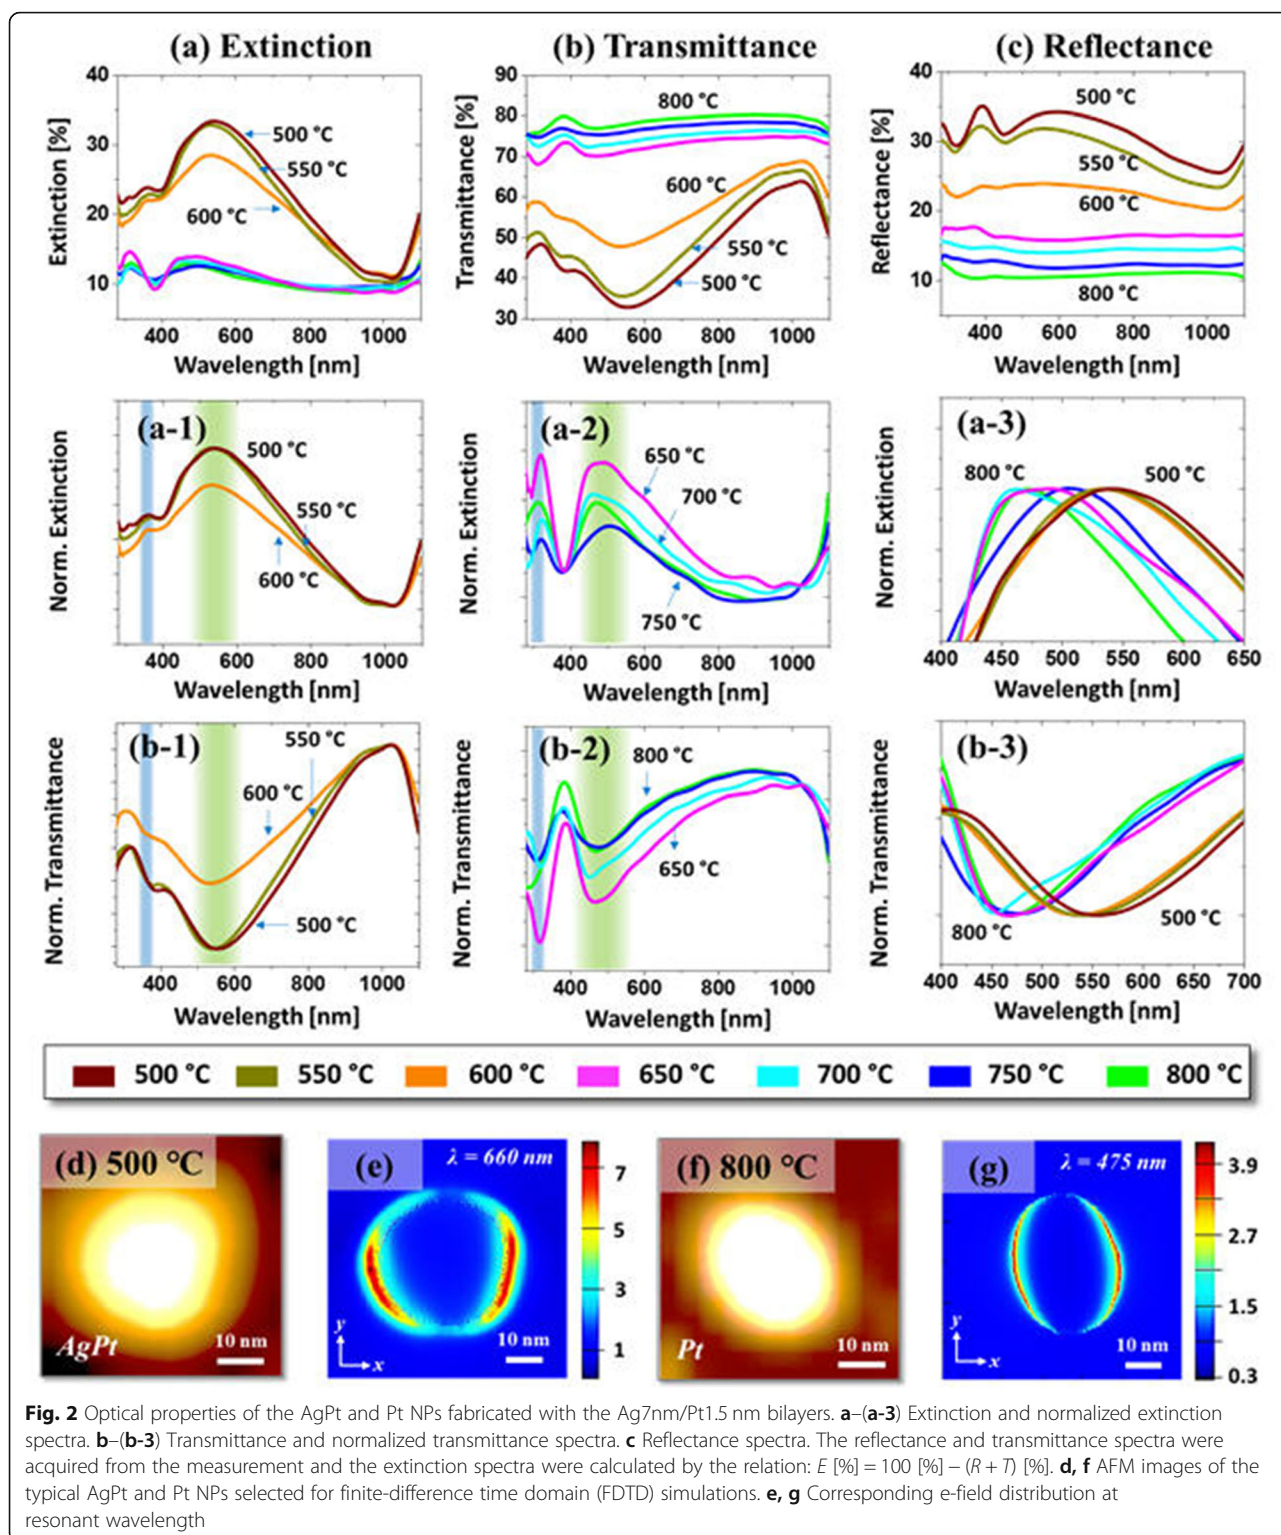 (a) Extinction
40
30
20
10
Extinction [%]
500 °C
550 °C
600 °C
400 600 800 1000
Wavelength [nm]
(b) Transmittance
90
80
70
60
50
40
30
Transmittance [%]
800 °C
600 °C
550 °C
500 °C
400 600 800 1000
Wavelength [nm]
(c) Reflectance
40
30
20
10
Reflectance [%]
500 °C
550 °C
600 °C
800 °C
400 600 800 1000
Wavelength [nm]
(a-1)
Norm. Extinction
500 °C
550 °C
600 °C
400 600 800 1000
Wavelength [nm]
(a-2)
Norm. Extinction
650 °C
700 °C
750 °C
400 600 800 1000
Wavelength [nm]
(a-3)
Norm. Extinction
800 °C
500 °C
400 450 500 550 600 650
Wavelength [nm]
(b-1)
Norm. Transmittance
550 °C
600 °C
500 °C
400 600 800 1000
Wavelength [nm]
(b-2)
Norm. Transmittance
800 °C
650 °C
400 600 800 1000
Wavelength [nm]
(b-3)
Norm. Transmittance
800 °C
500 °C
400 450 500 550 600 650 700
Wavelength [nm]
500 °C 550 °C 600 °C 650 °C 700 °C 750 °C 800 °C
(d) 500 °C
AgPt
10 nm
(e)
λ = 660 nm
y
x
10 nm
7
5
3
1
(f) 800 °C
Pt
10 nm
(g)
λ = 475 nm
y
x
10 nm
3.9
2.7
1.5
0.3
Fig. 2 Optical properties of the AgPt and Pt NPs fabricated with the Ag7nm/Pt1.5 nm bilayers. a–(a-3) Extinction and normalized extinction
spectra. b–(b-3) Transmittance and normalized transmittance spectra. c Reflectance spectra. The reflectance and transmittance spectra were
acquired from the measurement and the extinction spectra were calculated by the relation: E [%] = 100 [%] − (R + T) [%]. d, f AFM images of the
typical AgPt and Pt NPs selected for finite-difference time domain (FDTD) simulations. e, g Corresponding e-field distribution at
resonant wavelength